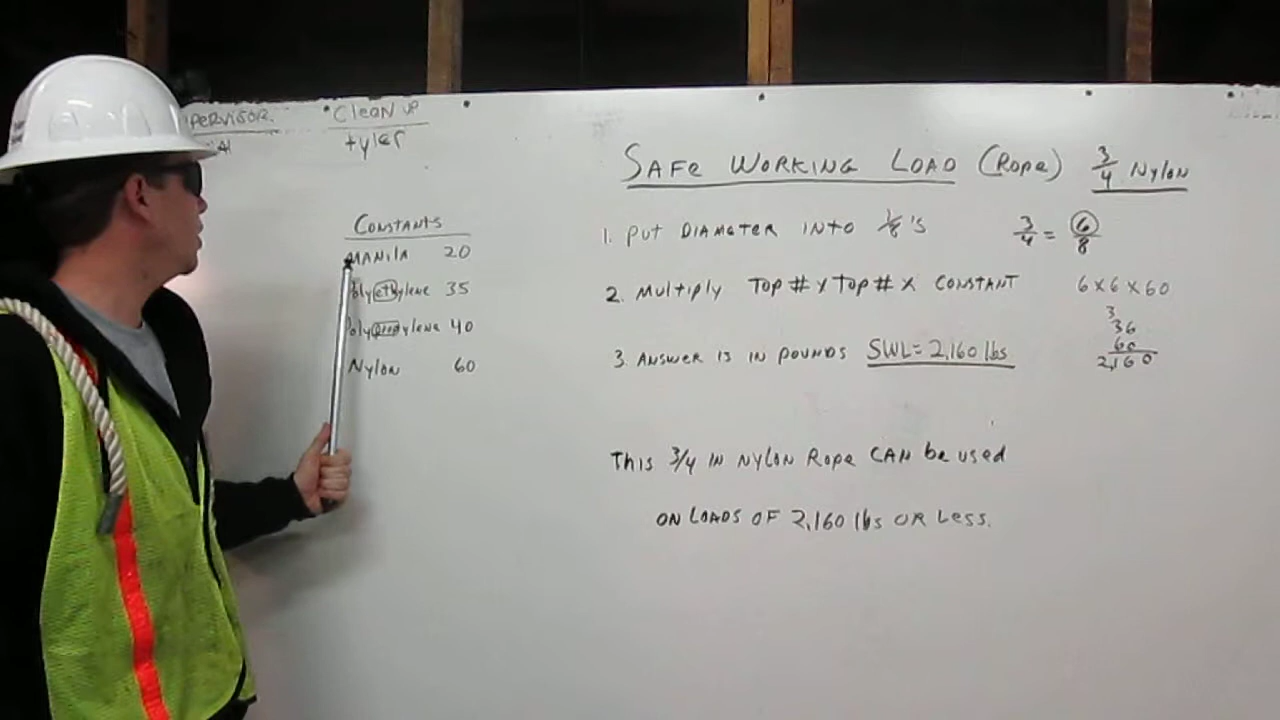 PERVISOR.
Clean up
tyler
Safe Working Load (Rope) 3/4 Nylon
Constants
Manila 20
Polyethylene 35
Polypropylene 40
Nylon 60
1. Put Diameter into 1/8's 3/4 = 6/8
2. Multiply Top # x Top # x Constant 6x6x60
3
36
60
2,160
3. Answer is in pounds SWL= 2,160 lbs
This 3/4 in Nylon Rope can be used
on loads of 2,160 lbs or less.